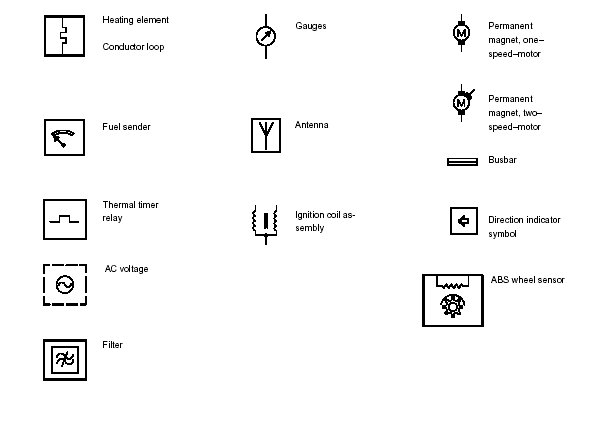 Heating element
Conductor loop
Fuel sender
Thermal timer
relay
AC voltage
Filter
Gauges
Antenna
Ignition coil as-
sembly
M
Permanent
magnet, one–
speed–motor
M
Permanent
magnet, two–
speed–motor
Busbar
Direction indicator
symbol
ABS wheel sensor